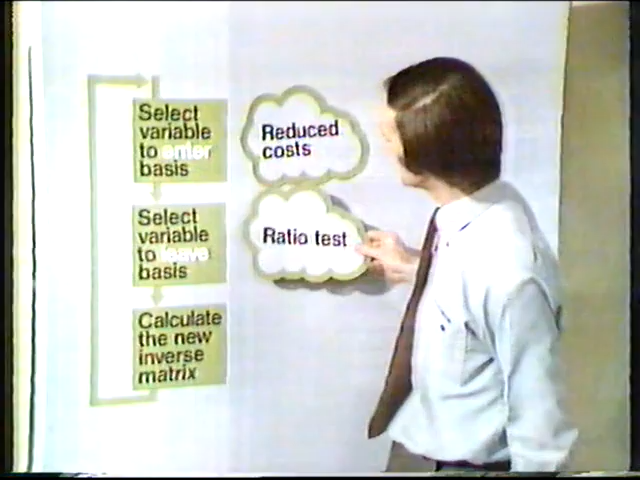 Select
variable
to enter
basis
Reduced
costs
Select
variable
to leave
basis
Ratio test
Calculate
the new
inverse
matrix